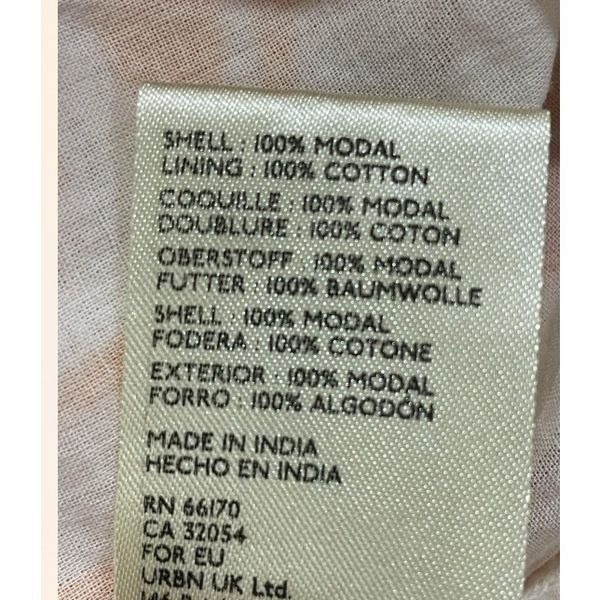 SHELL : 100% MODAL
LINING : 100% COTTON
COQUILLE : 100% MODAL
DOUBLURE : 100% COTON
OBERSTOFF : 100% MODAL
FUTTER : 100% BAUMWOLLE
SHELL : 100% MODAL
FODERA : 100% COTONE
EXTERIOR : 100% MODAL
FORRO : 100% ALGODÓN
MADE IN INDIA
HECHO EN INDIA
RN 66170
CA 32054
FOR EU
URBN UK Ltd.